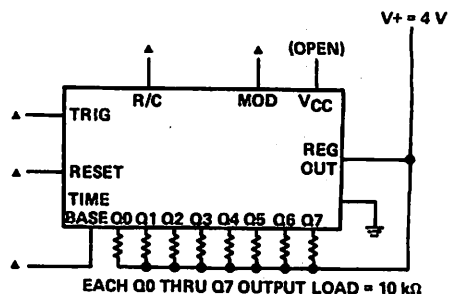 V+ = 4 V
(OPEN)
R/C MOD VCC
TRIG
REG
OUT
RESET
TIME
BASE Q0 Q1 Q2 Q3 Q4 Q5 Q6 Q7
EACH Q0 THRU Q7 OUTPUT LOAD = 10 kΩ